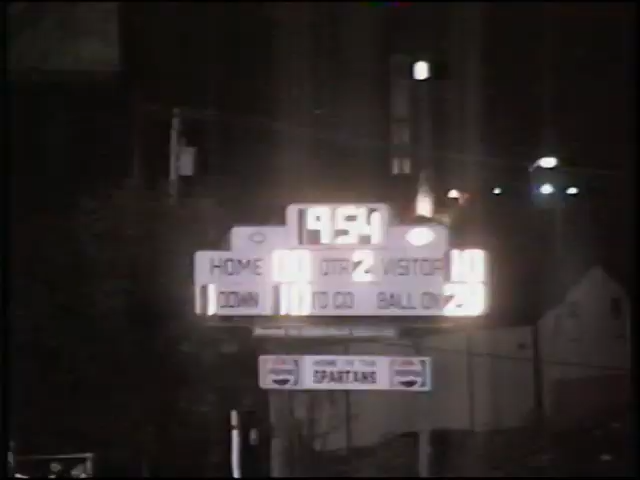 9:54
HOME 00 QTR 2 VISITOR 10
1 DOWN 10 TO GO BALL ON 20
HOME OF THE
SPARTANS